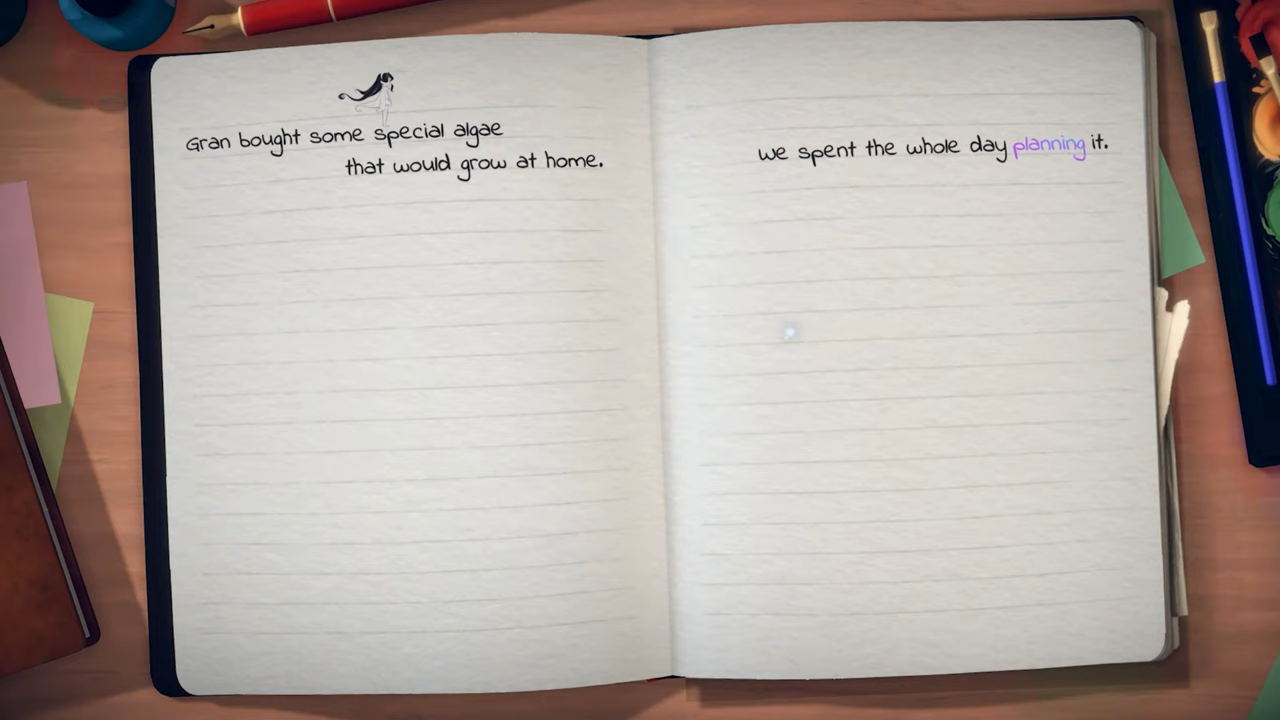 Gran bought some special algae
that would grow at home.
We spent the whole day planning it.